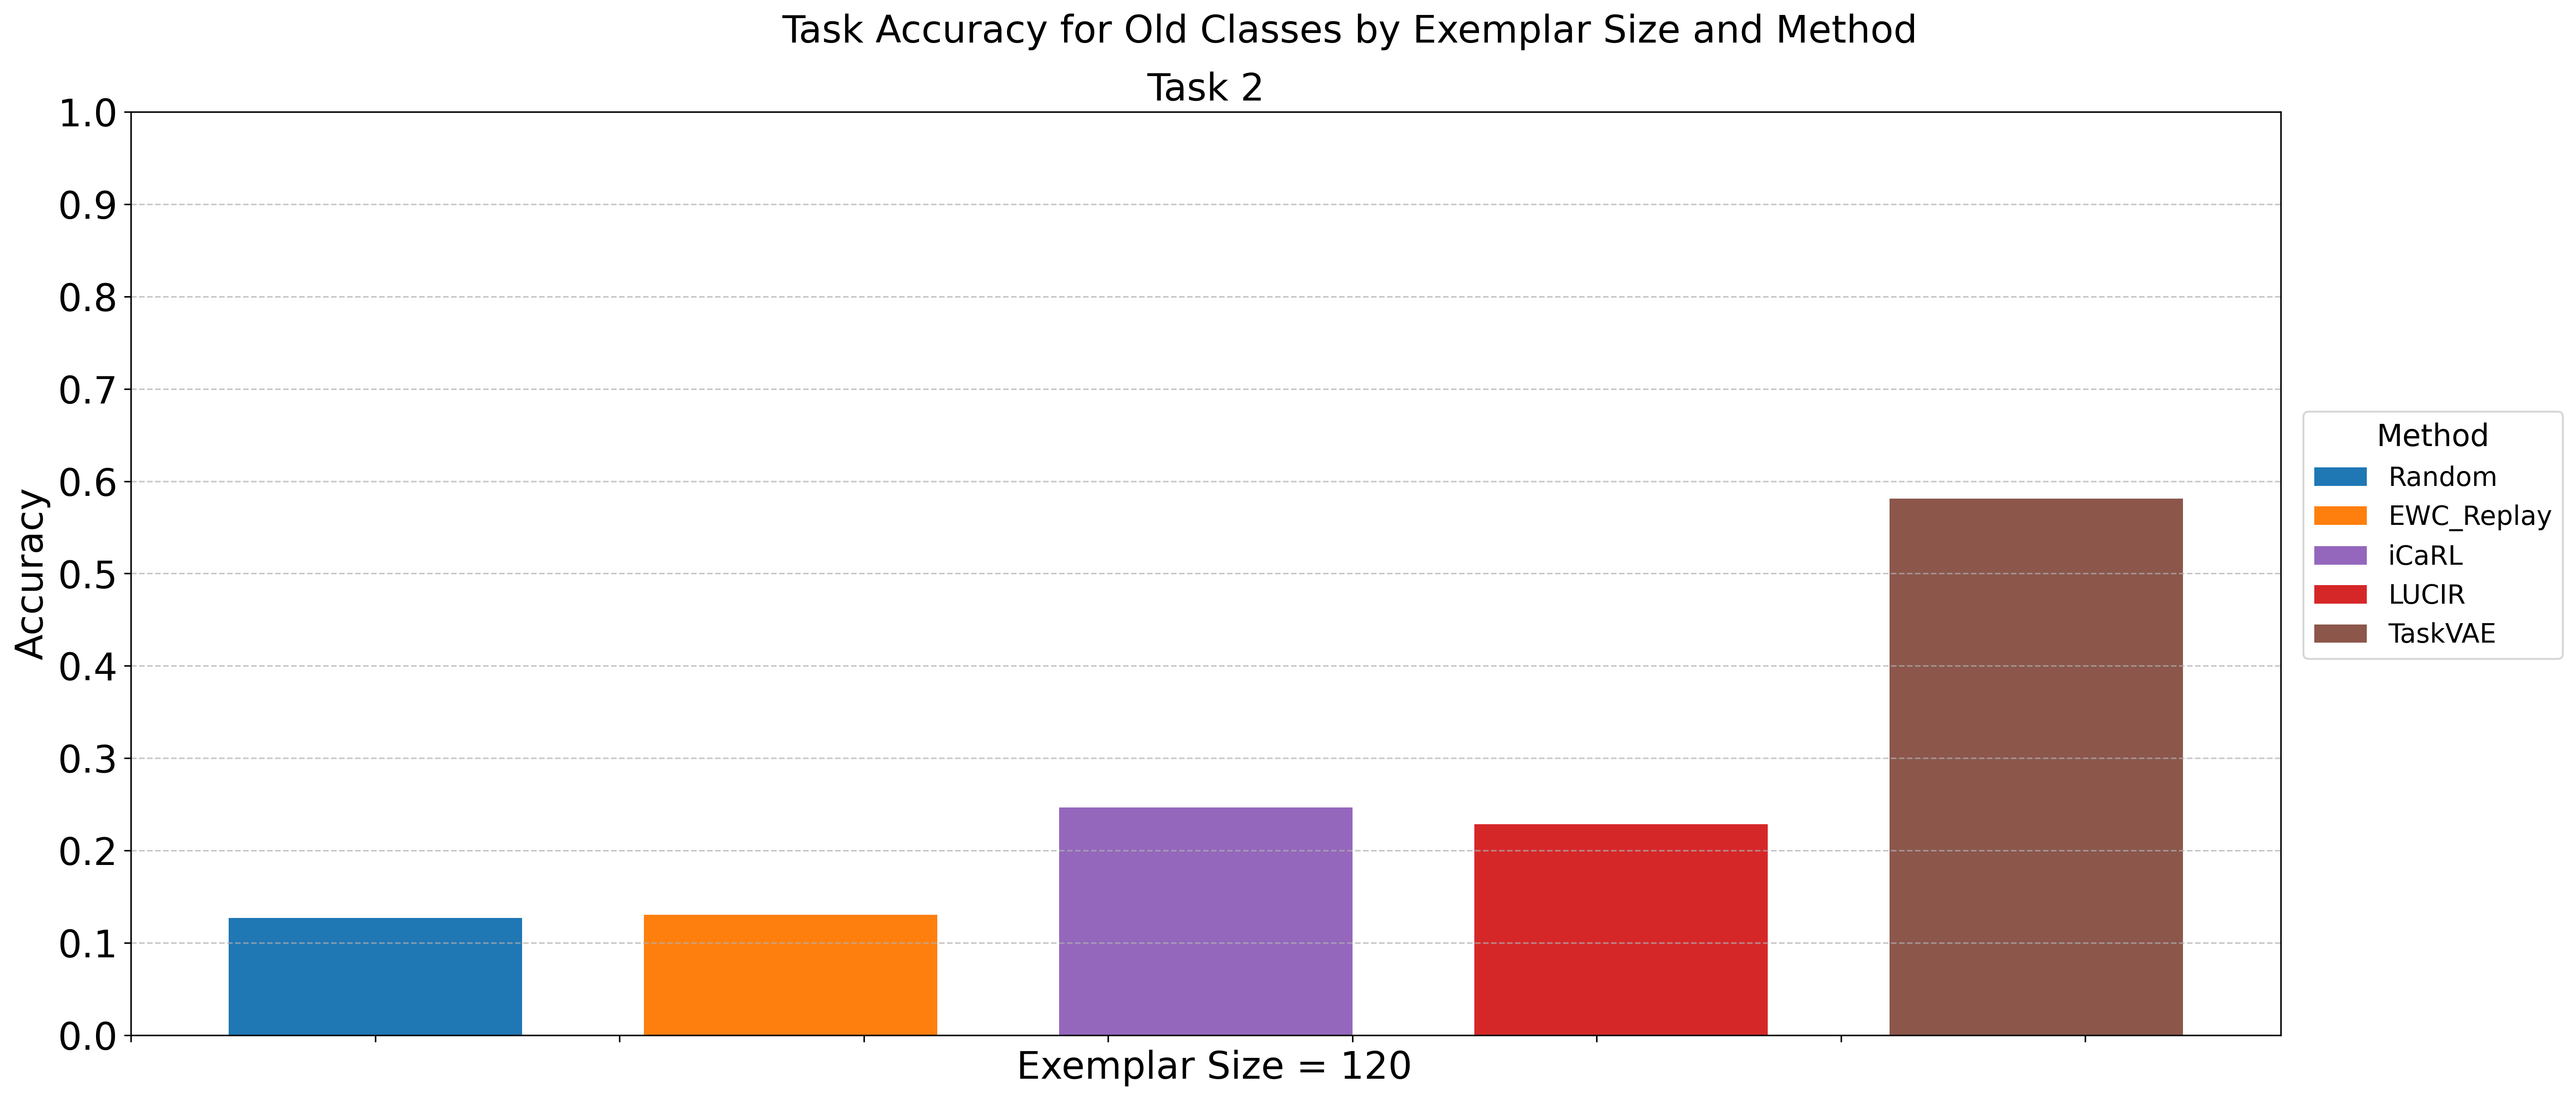 Task Accuracy for Old Classes by Exemplar Size and Method
Task 2
1.0
0.9
0.8
0.7
0.6
0.5
0.4
0.3
0.2
0.1
0.0
Accuracy
Exemplar Size = 120
Method
Random
EWC_Replay
iCaRL
LUCIR
TaskVAE